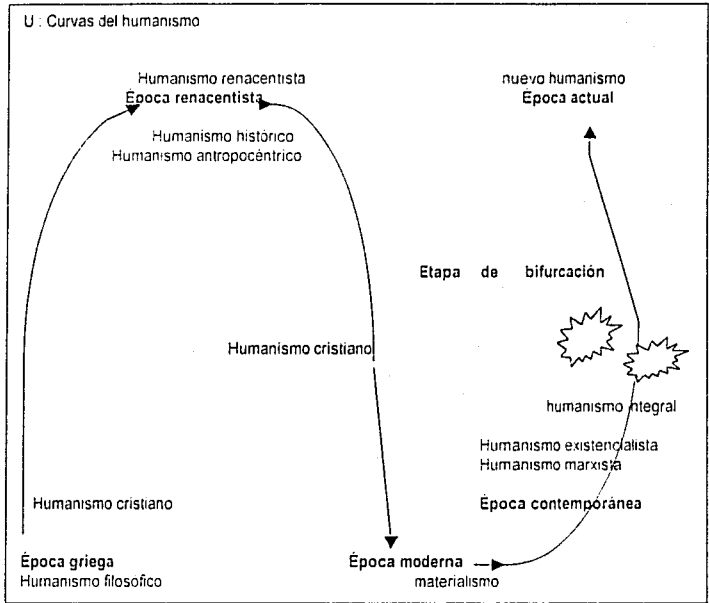 U : Curvas del humanismo
Humanismo renacentista
Época renacentista
Humanismo histórico
Humanismo antropocéntrico
nuevo humanismo
Época actual
Etapa de bifurcación
Humanismo cristiano
humanismo integral
Humanismo existencialista
Humanismo marxista
Época contemporánea
Humanismo cristiano
Época griega
Humanismo filosofico
Época moderna
materialismo